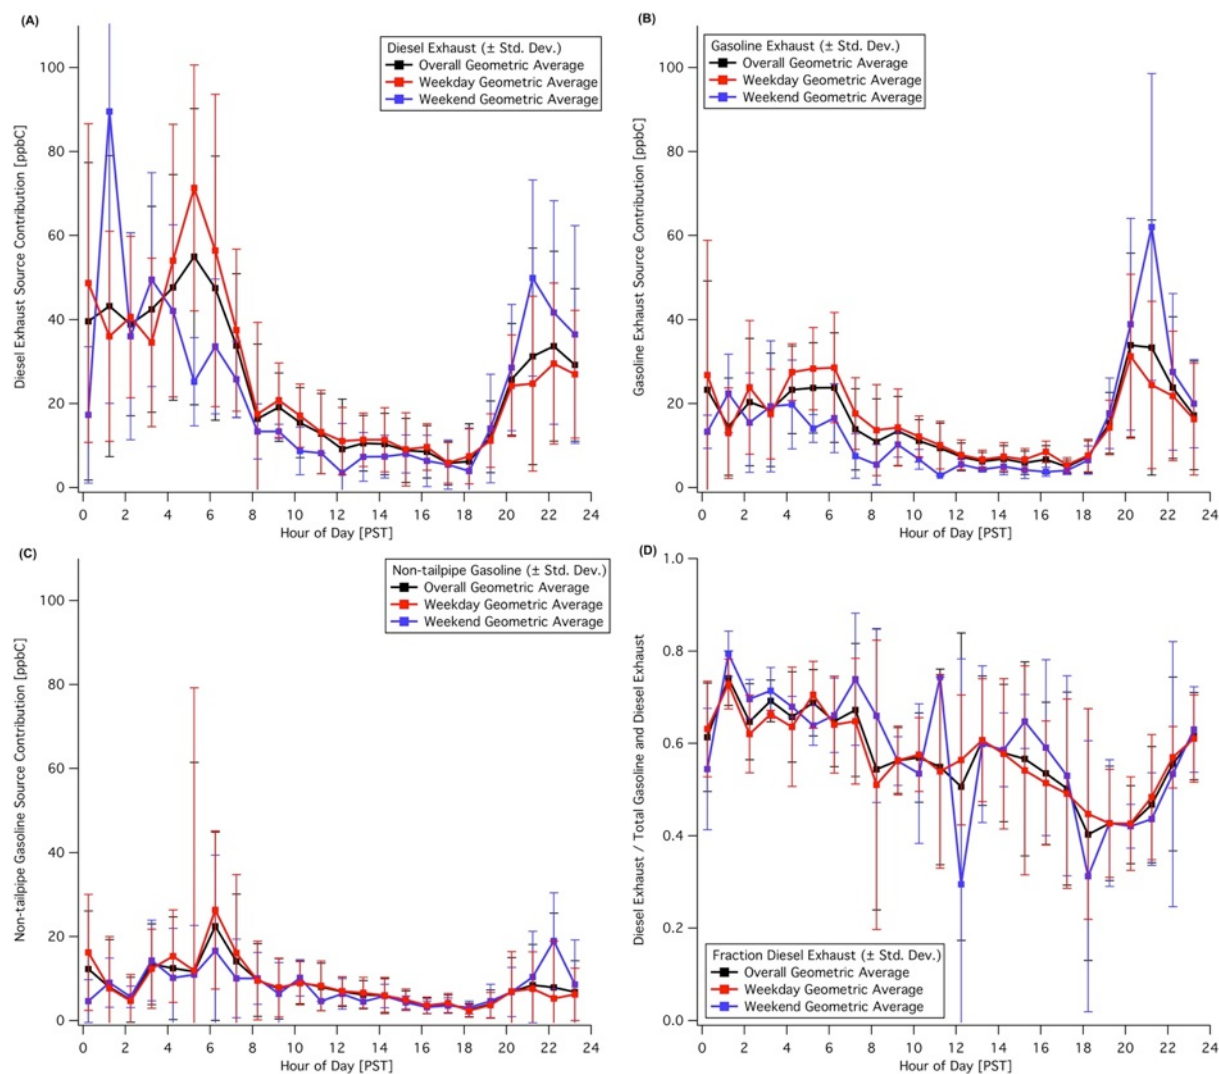 (A)
Diesel Exhaust (± Std. Dev.)
Overall Geometric Average
Weekday Geometric Average
Weekend Geometric Average
Diesel Exhaust Source Contribution [ppbC]
100
80
60
40
20
0
0 2 4 6 8 10 12 14 16 18 20 22 24
Hour of Day [PST]
(B)
Gasoline Exhaust (± Std. Dev.)
Overall Geometric Average
Weekday Geometric Average
Weekend Geometric Average
Gasoline Exhaust Source Contribution [ppbC]
100
80
60
40
20
0
0 2 4 6 8 10 12 14 16 18 20 22 24
Hour of Day [PST]
(C)
Non-tailpipe Gasoline (± Std. Dev.)
Overall Geometric Average
Weekday Geometric Average
Weekend Geometric Average
Non-tailpipe Gasoline Source Contribution [ppbC]
100
80
60
40
20
0
0 2 4 6 8 10 12 14 16 18 20 22 24
Hour of Day [PST]
(D)
Diesel Exhaust / Total Gasoline and Diesel Exhaust
1.0
0.8
0.6
0.4
0.2
0.0
Fraction Diesel Exhaust (± Std. Dev.)
Overall Geometric Average
Weekday Geometric Average
Weekend Geometric Average
0 2 4 6 8 10 12 14 16 18 20 22 24
Hour of Day [PST]